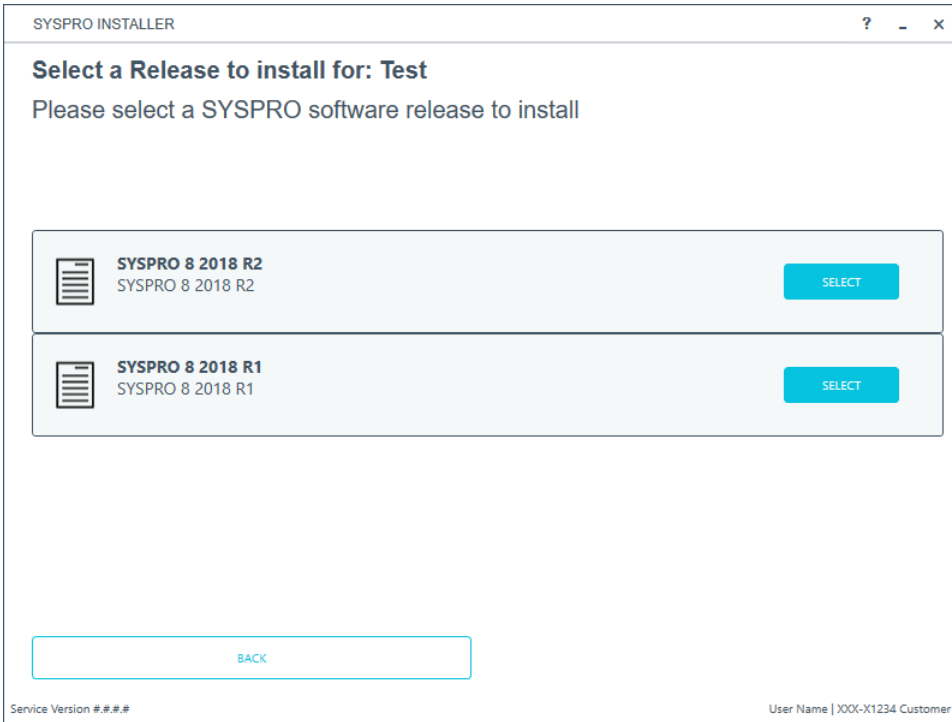 SYSPRO INSTALLER ? - ×
Select a Release to install for: Test
Please select a SYSPRO software release to install
SYSPRO 8 2018 R2
SYSPRO 8 2018 R2
SELECT
SYSPRO 8 2018 R1
SYSPRO 8 2018 R1
SELECT
BACK
Service Version #.#.#.# User Name | XXX-X1234 Customer